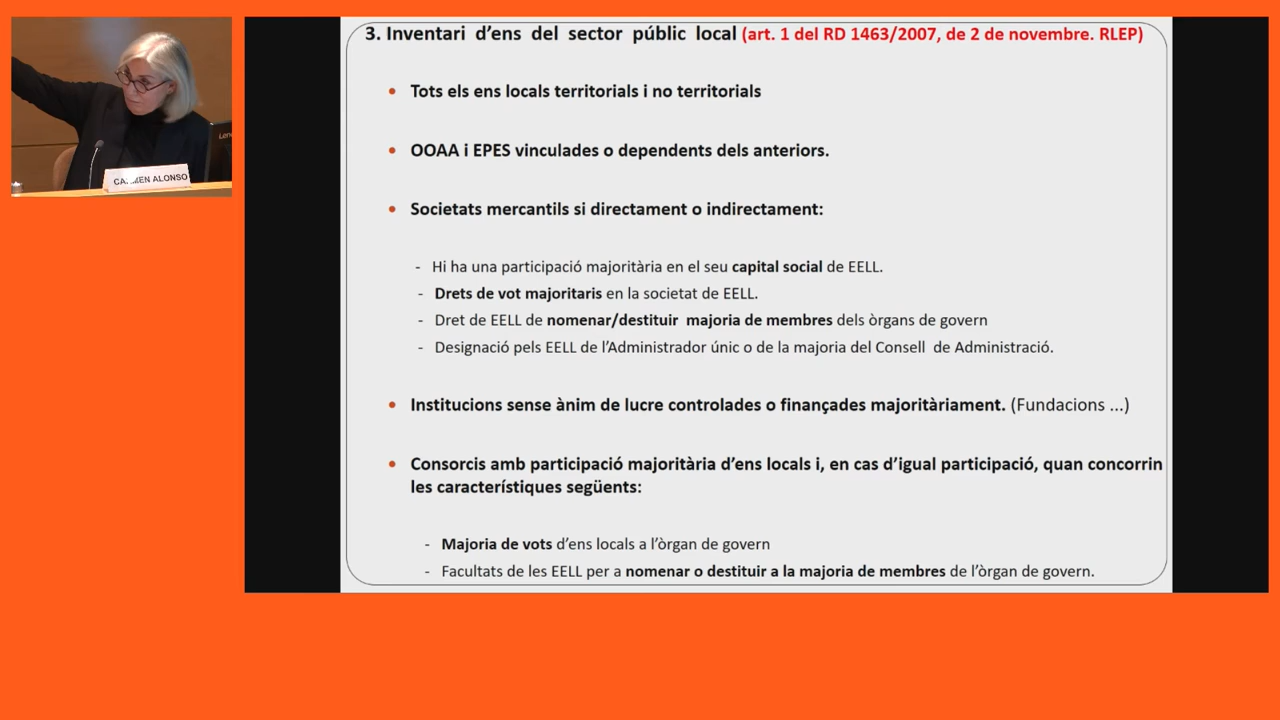 3. Inventari d'ens del sector públic local (art. 1 del RD 1463/2007, de 2 de novembre. RLEP)
• Tots els ens locals territorials i no territorials
• OOAA i EPES vinculades o dependents dels anteriors.
• Societats mercantils si directament o indirectament:
- Hi ha una participació majoritària en el seu capital social de EELL.
- Drets de vot majoritaris en la societat de EELL.
- Dret de EELL de nomenar/destituir majoria de membres dels òrgans de govern
- Designació pels EELL de l'Administrador únic o de la majoria del Consell de Administració.
• Institucions sense ànim de lucre controlades o finançades majoritàriament. (Fundacions ...)
• Consorcis amb participació majoritària d'ens locals i, en cas d'igual participació, quan concorrin
les característiques següents:
- Majoria de vots d'ens locals a l'òrgan de govern
- Facultats de les EELL per a nomenar o destituir a la majoria de membres de l'òrgan de govern.
ALONSO